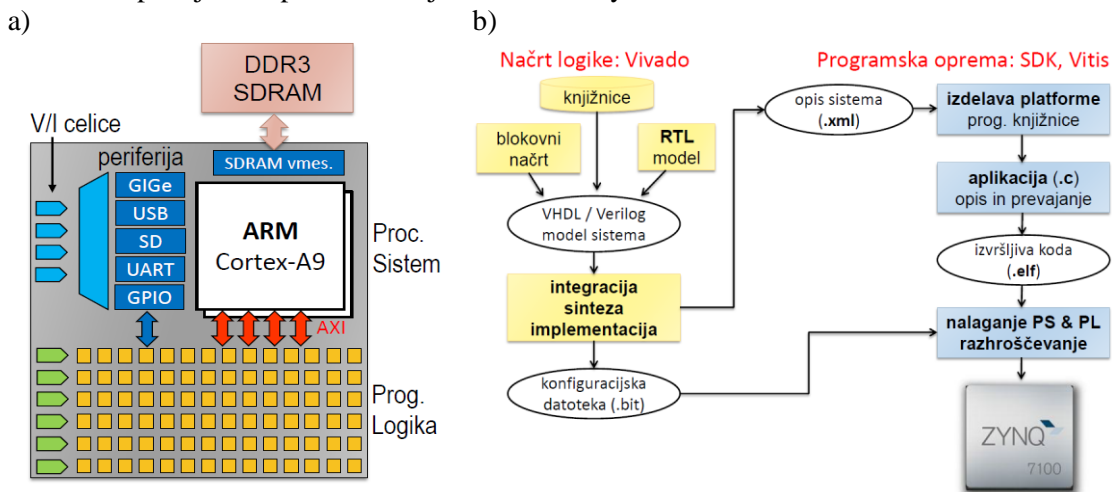 a)
b)
DDR3
SDRAM
V/I celice
periferija
SDRAM vmes.
GIGe
USB
SD
UART
GPIO
ARM
Cortex-A9
Proc.
Sistem
AXI
Prog.
Logika
Načrt logike: Vivado
Programska oprema: SDK, Vitis
knjižnice
blokovni
načrt
RTL
model
VHDL / Verilog
model sistema
integracija
sinteza
implementacija
konfiguracijska
datoteka (.bit)
opis sistema
(.xml)
izdelava platforme
prog. knjižnice
aplikacija (.c)
opis in prevajanje
izvršljiva koda
(.elf)
nalaganje PS & PL
razhroščevanje
ZYNQ
7100